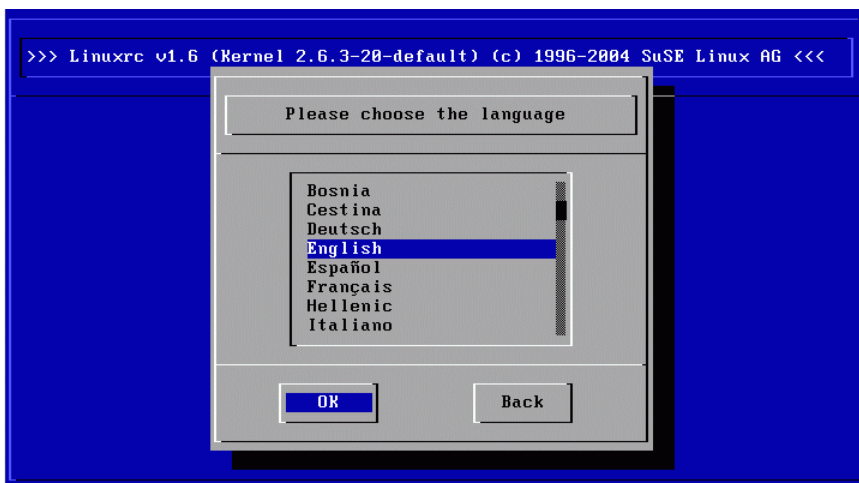 >>> Linuxrc v1.6 (Kernel 2.6.3-20-default) (c) 1996-2004 SuSE Linux AG <<<
Please choose the language
Bosnia
Cestina
Deutsch
English
Español
Français
Hellenic
Italiano
OK Back